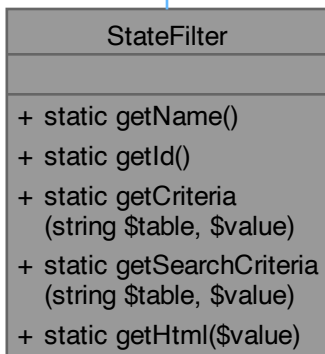 StateFilter
+ static getName()
+ static getId()
+ static getCriteria
(string $table, $value)
+ static getSearchCriteria
(string $table, $value)
+ static getHtml($value)